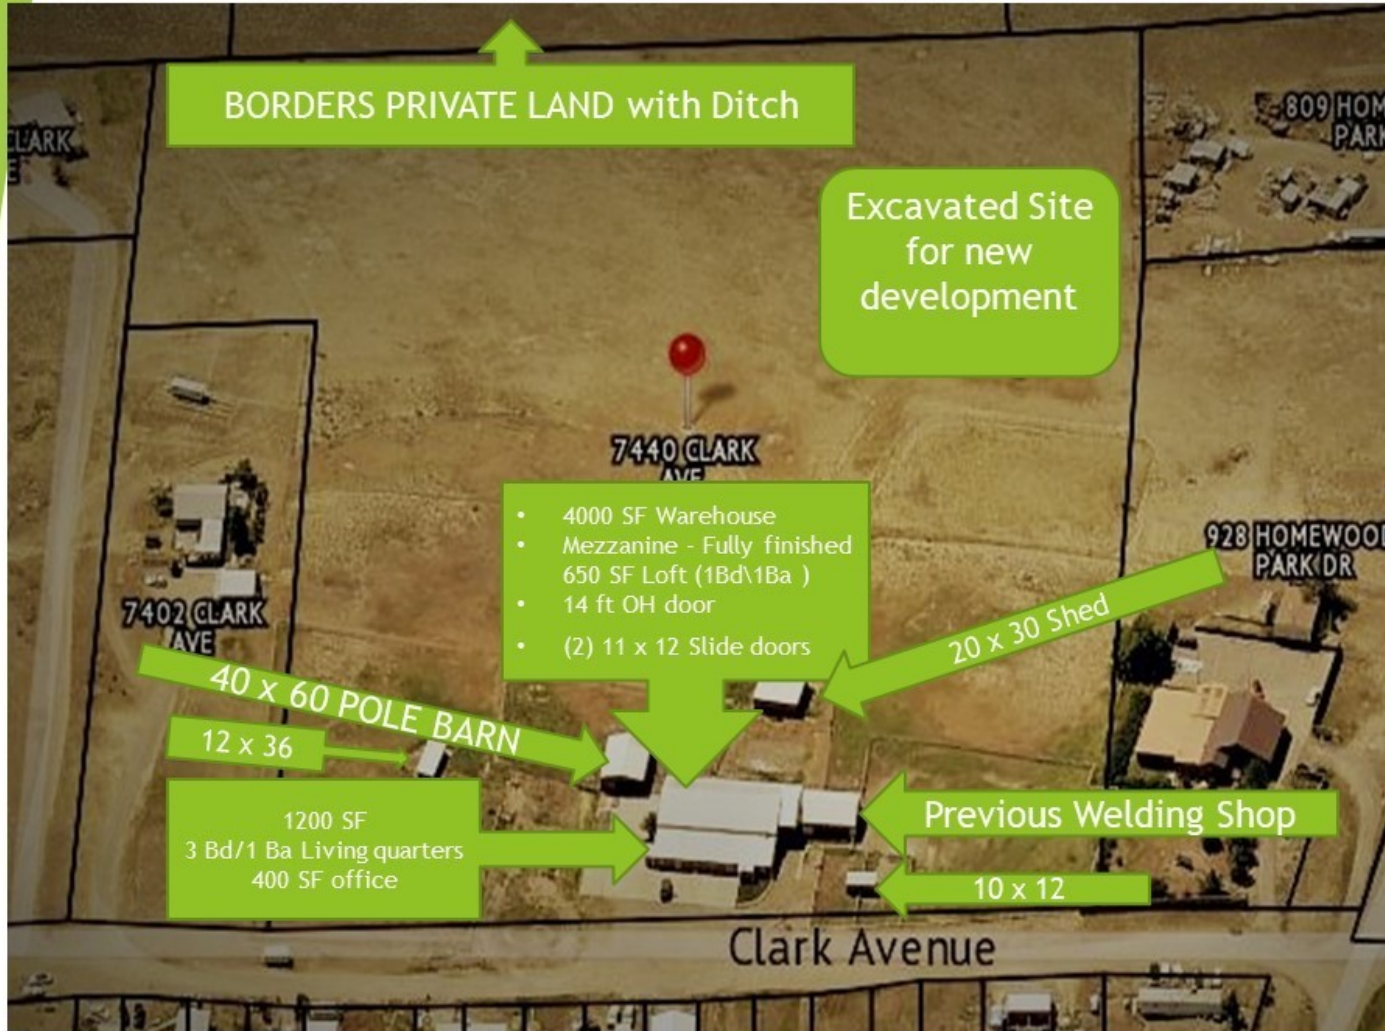 BORDERS PRIVATE LAND with Ditch
CLARK
809 HOM
PARK
Excavated Site
for new
development
7440 CLARK
AVE
• 4000 SF Warehouse
• Mezzanine - Fully finished
650 SF Loft (1Bd\1Ba )
• 14 ft OH door
• (2) 11 x 12 Slide doors
928 HOMEWOOD
PARK DR
7402 CLARK
AVE
20 x 30 Shed
40 x 60 POLE BARN
12 x 36
1200 SF
3 Bd/1 Ba Living quarters
400 SF office
Previous Welding Shop
10 x 12
Clark Avenue